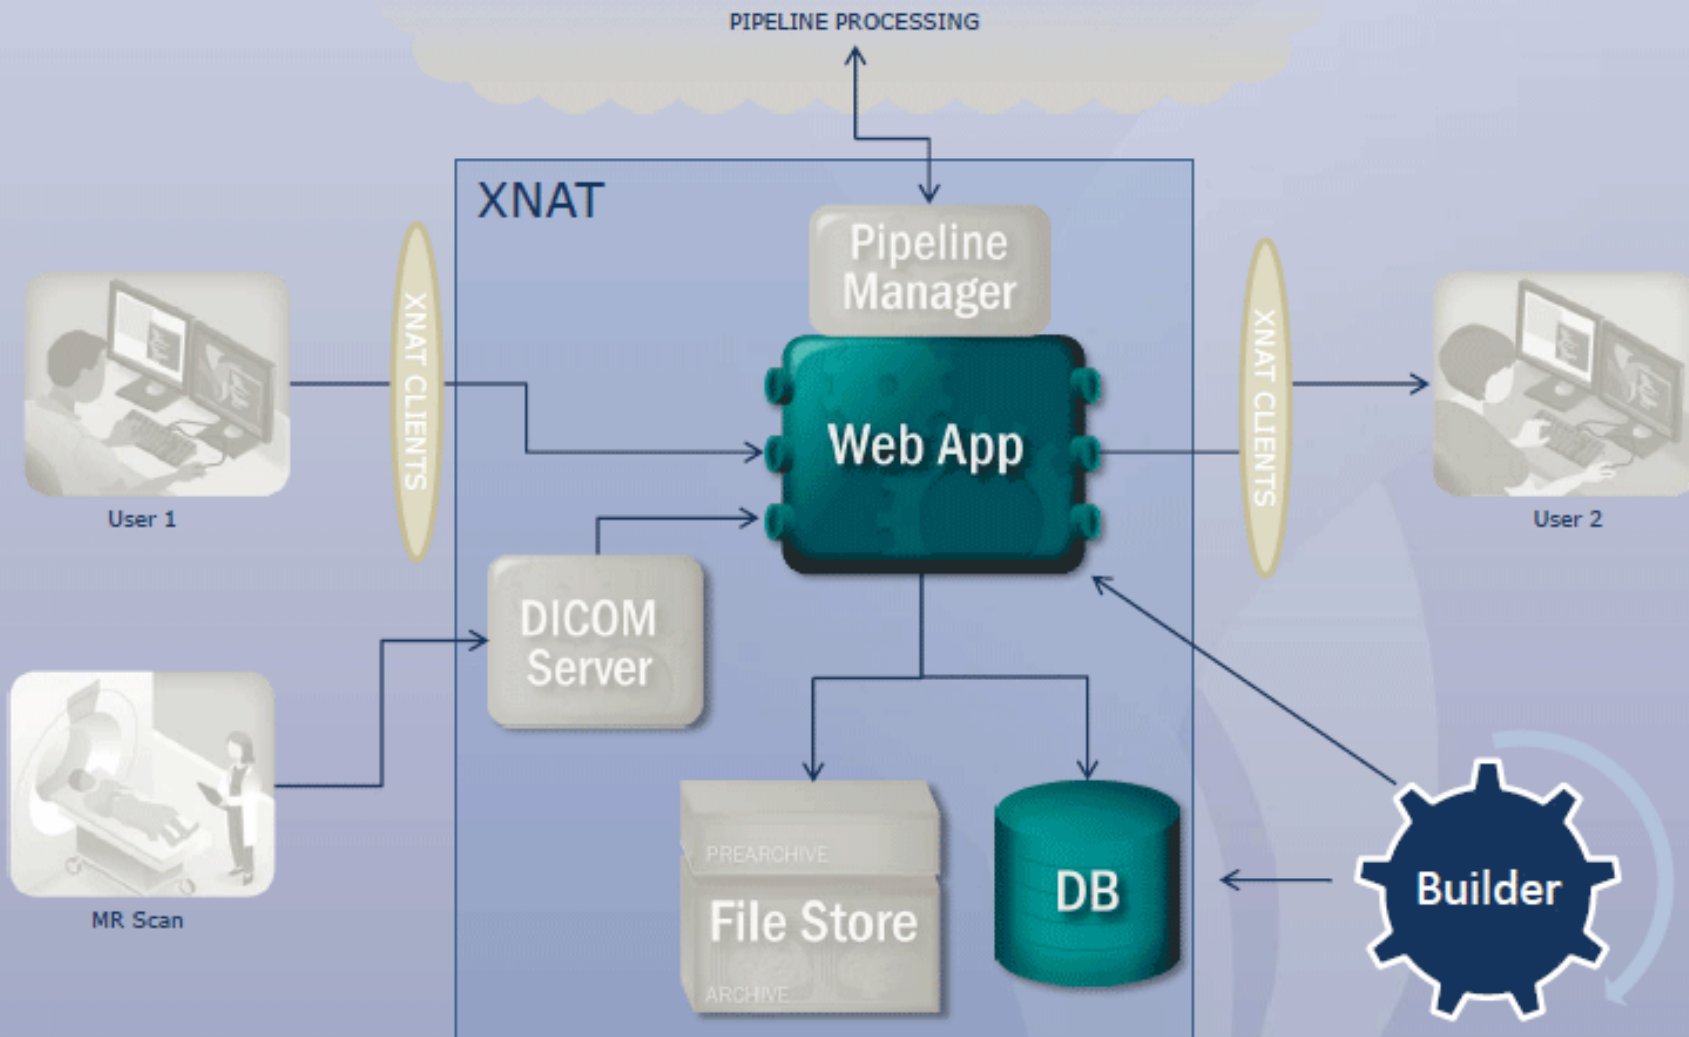 PIPELINE PROCESSING
XNAT
Pipeline
Manager
XNAT CLIENTS
Web App
XNAT CLIENTS
User 1
User 2
DICOM
Server
MR Scan
PREARCHIVE
File Store
ARCHIVE
DB
Builder